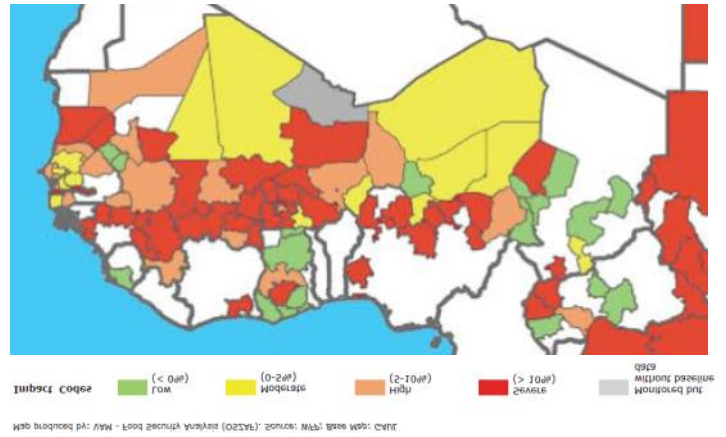 Impact Codes
Low
(< 0%)
Moderate
(0-5%)
High
(5-10%)
Severe
(> 10%)
Monitored but
without baseline
data
Map produced by: VAM - Food Security Analysis (OSZAF). Source: WFP; Base Map: GAUL